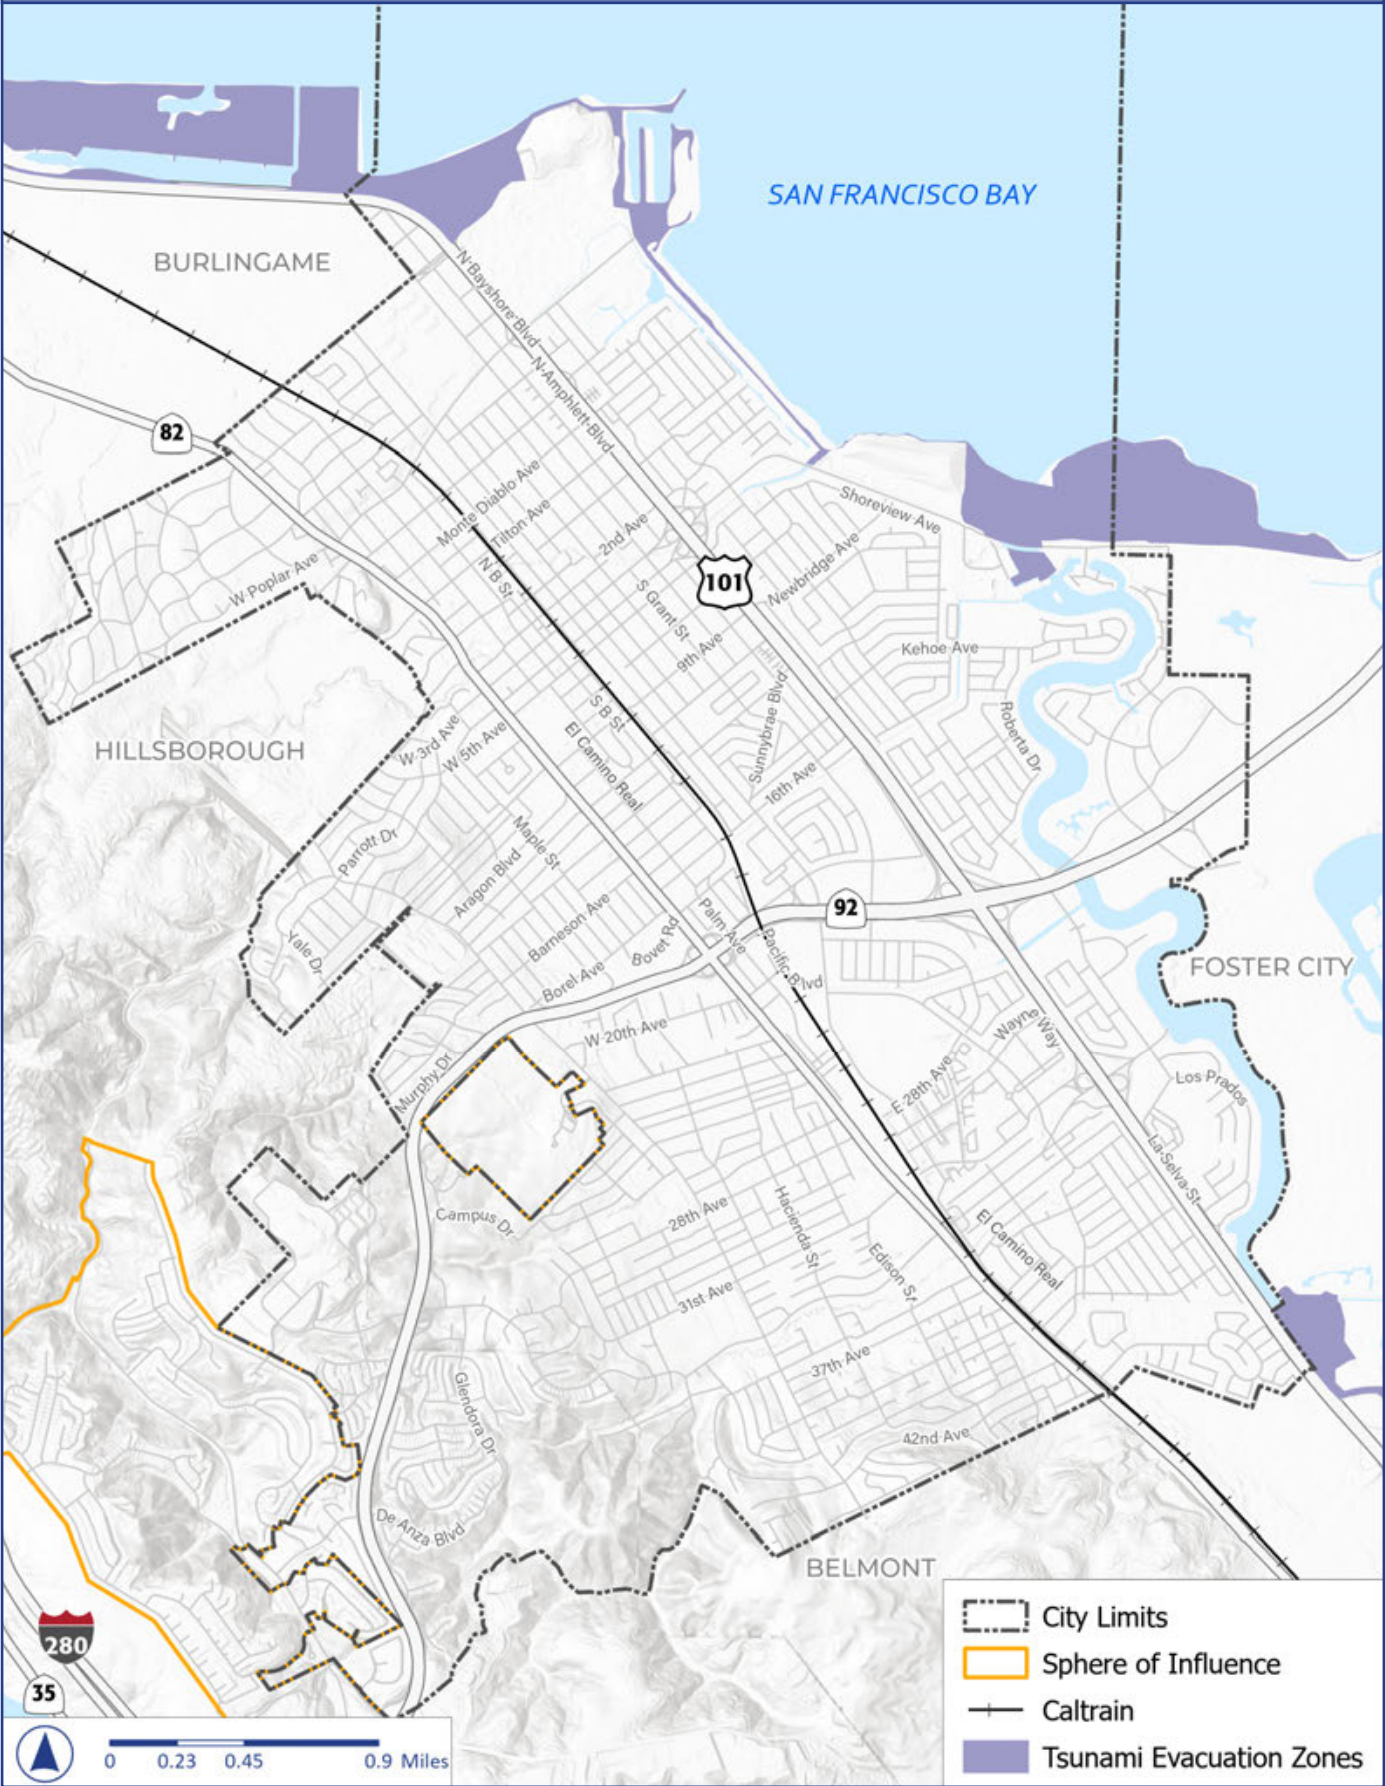 SAN FRANCISCO BAY
BURLINGAME
N Bayshore Blvd
N Amphlett Blvd
82
Monte Diablo Ave
Tilton Ave
2nd Ave
Shoreview Ave
N B St
101
Newbridge Ave
W Poplar Ave
S Grant St
9th Ave
Kehoe Ave
S B St
Sunnybrae Blvd
Roberta Dr
HILLSBOROUGH
W 3rd Ave
W 5th Ave
El Camino Real
16th Ave
Parrott Dr
Maple St
Aragon Blvd
92
Barneson Ave
Bovet Rd
Palm Ave
Yale Dr
Borel Ave
Pacific Blvd
FOSTER CITY
W 20th Ave
Wayne Way
Murphy Dr
E 28th Ave
Los Prados
La Selva St
Campus Dr
28th Ave
Hacienda St
El Camino Real
Edison St
31st Ave
37th Ave
Glendora Dr
42nd Ave
De Anza Blvd
BELMONT
280
35
City Limits
Sphere of Influence
Caltrain
Tsunami Evacuation Zones
0 0.23 0.45 0.9 Miles